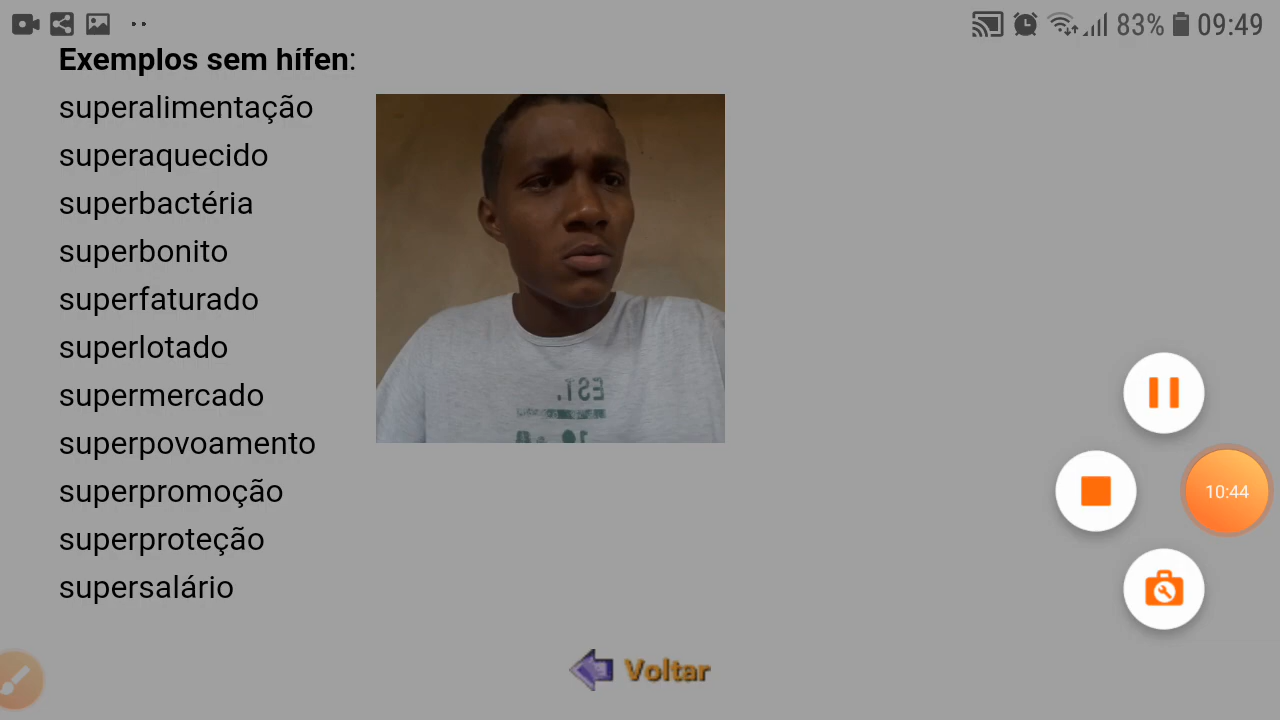 83% 09:49
Exemplos sem hífen:
superalimentação
superaquecido
superbactéria
superbonito
superfaturado
superlotado
supermercado
superpovoamento
superpromoção
superproteção
supersalário
EST.
10:44
Voltar